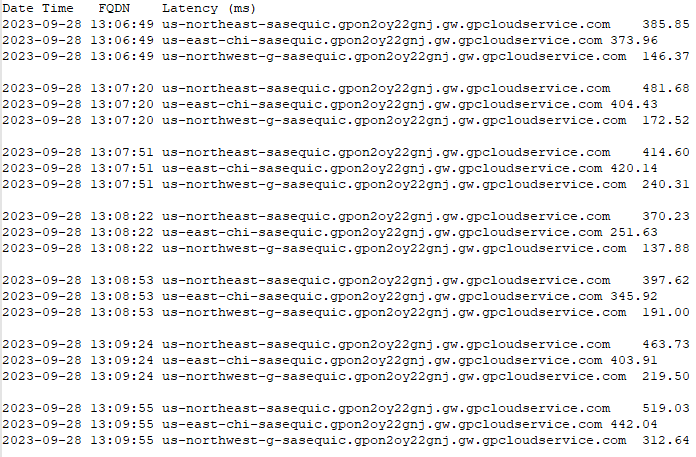 Date Time FQDN Latency (ms)
2023-09-28 13:06:49 us-northeast-sasequic.gpon2oy22gnj.gw.gpcloudservice.com 385.85
2023-09-28 13:06:49 us-east-chi-sasequic.gpon2oy22gnj.gw.gpcloudservice.com 373.96
2023-09-28 13:06:49 us-northwest-g-sasequic.gpon2oy22gnj.gw.gpcloudservice.com 146.37
2023-09-28 13:07:20 us-northeast-sasequic.gpon2oy22gnj.gw.gpcloudservice.com 481.68
2023-09-28 13:07:20 us-east-chi-sasequic.gpon2oy22gnj.gw.gpcloudservice.com 404.43
2023-09-28 13:07:20 us-northwest-g-sasequic.gpon2oy22gnj.gw.gpcloudservice.com 172.52
2023-09-28 13:07:51 us-northeast-sasequic.gpon2oy22gnj.gw.gpcloudservice.com 414.60
2023-09-28 13:07:51 us-east-chi-sasequic.gpon2oy22gnj.gw.gpcloudservice.com 420.14
2023-09-28 13:07:51 us-northwest-g-sasequic.gpon2oy22gnj.gw.gpcloudservice.com 240.31
2023-09-28 13:08:22 us-northeast-sasequic.gpon2oy22gnj.gw.gpcloudservice.com 370.23
2023-09-28 13:08:22 us-east-chi-sasequic.gpon2oy22gnj.gw.gpcloudservice.com 251.63
2023-09-28 13:08:22 us-northwest-g-sasequic.gpon2oy22gnj.gw.gpcloudservice.com 137.88
2023-09-28 13:08:53 us-northeast-sasequic.gpon2oy22gnj.gw.gpcloudservice.com 397.62
2023-09-28 13:08:53 us-east-chi-sasequic.gpon2oy22gnj.gw.gpcloudservice.com 345.92
2023-09-28 13:08:53 us-northwest-g-sasequic.gpon2oy22gnj.gw.gpcloudservice.com 191.00
2023-09-28 13:09:24 us-northeast-sasequic.gpon2oy22gnj.gw.gpcloudservice.com 463.73
2023-09-28 13:09:24 us-east-chi-sasequic.gpon2oy22gnj.gw.gpcloudservice.com 403.91
2023-09-28 13:09:24 us-northwest-g-sasequic.gpon2oy22gnj.gw.gpcloudservice.com 219.50
2023-09-28 13:09:55 us-northeast-sasequic.gpon2oy22gnj.gw.gpcloudservice.com 519.03
2023-09-28 13:09:55 us-east-chi-sasequic.gpon2oy22gnj.gw.gpcloudservice.com 442.04
2023-09-28 13:09:55 us-northwest-g-sasequic.gpon2oy22gnj.gw.gpcloudservice.com 312.64